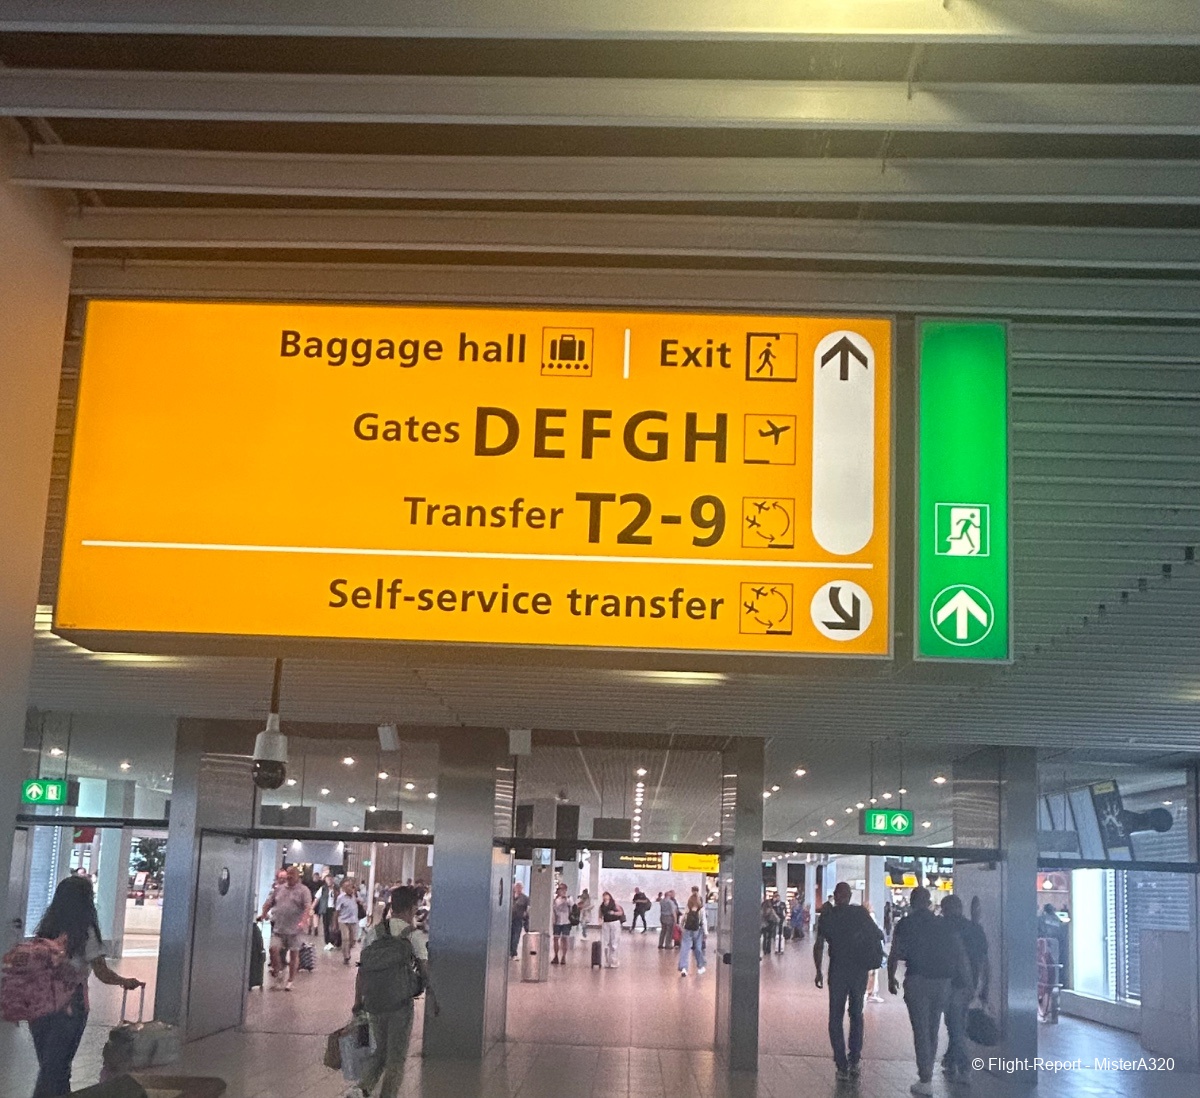 Baggage hall Exit
Gates DEFGH
Transfer T2-9
Self-service transfer
© Flight-Report - MisterA320